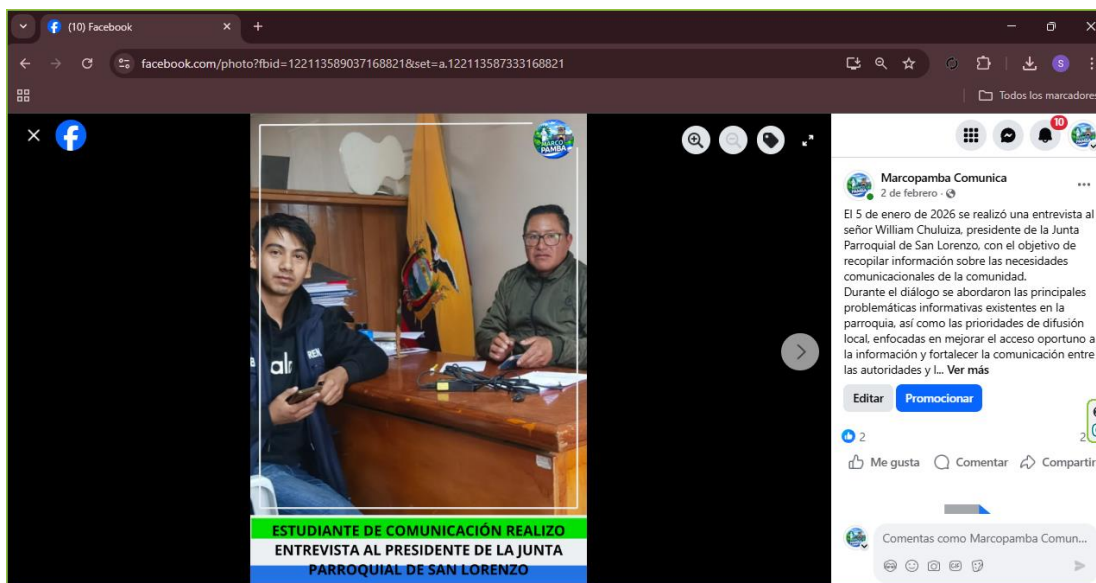 (10) Facebook
facebook.com/photo?fbid=122113589037168821&set=a.122113587333168821
S
Todos los marcadores
10
MARCO
PAMBA
Marcopamba Comunica
2 de febrero
El 5 de enero de 2026 se realizó una entrevista al
señor William Chuluiza, presidente de la Junta
Parroquial de San Lorenzo, con el objetivo de
recopilar información sobre las necesidades
comunicacionales de la comunidad.
Durante el diálogo se abordaron las principales
problemáticas informativas existentes en la
parroquia, así como las prioridades de difusión
local, enfocadas en mejorar el acceso oportuno a
la información y fortalecer la comunicación entre
las autoridades y l... Ver más
Editar Promocionar
2
2
Me gusta Comentar Compartir
ESTUDIANTE DE COMUNICACIÓN REALIZO
ENTREVISTA AL PRESIDENTE DE LA JUNTA
PARROQUIAL DE SAN LORENZO
Comentas como Marcopamba Comun...
GIF